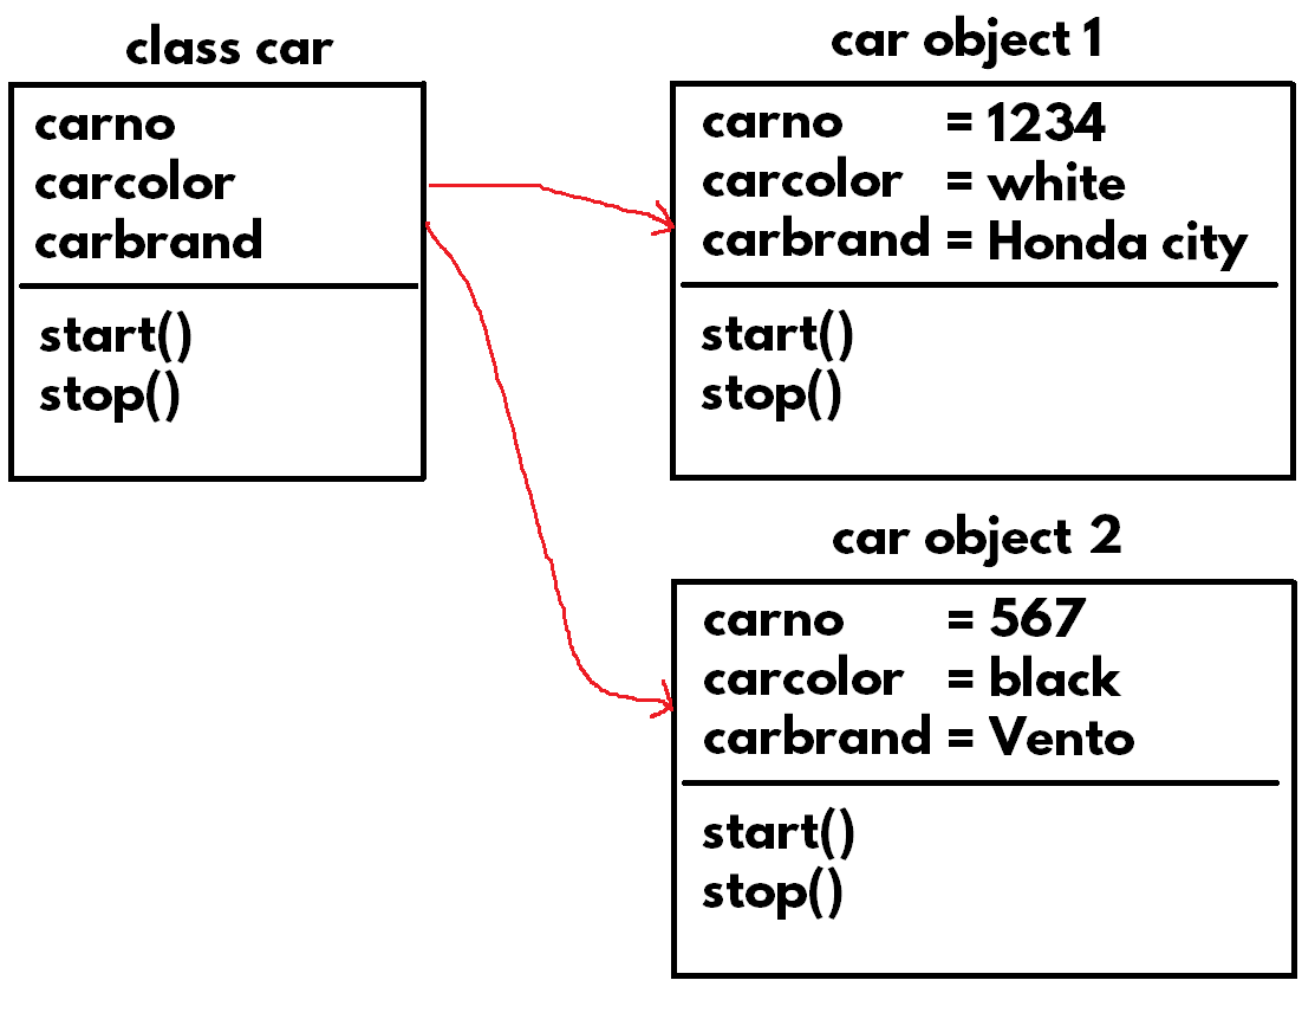 class car
carno
carcolor
carbrand
start()
stop()
car object 1
carno = 1234
carcolor = white
carbrand = Honda city
start()
stop()
car object 2
carno = 567
carcolor = black
carbrand = Vento
start()
stop()